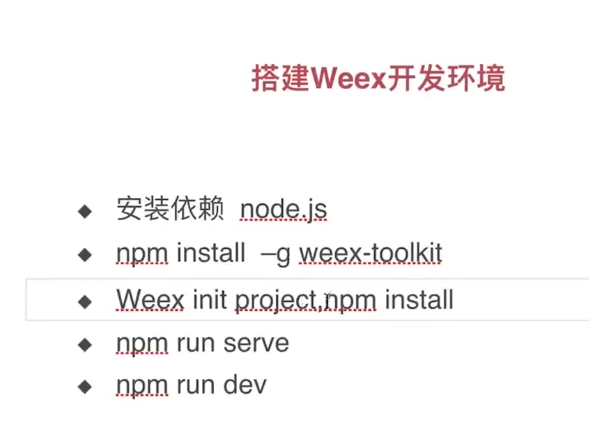 搭建Weex开发环境
◆ 安装依赖 node.js
◆ npm install –g weex-toolkit
◆ Weex init project,npm install
◆ npm run serve
◆ npm run dev